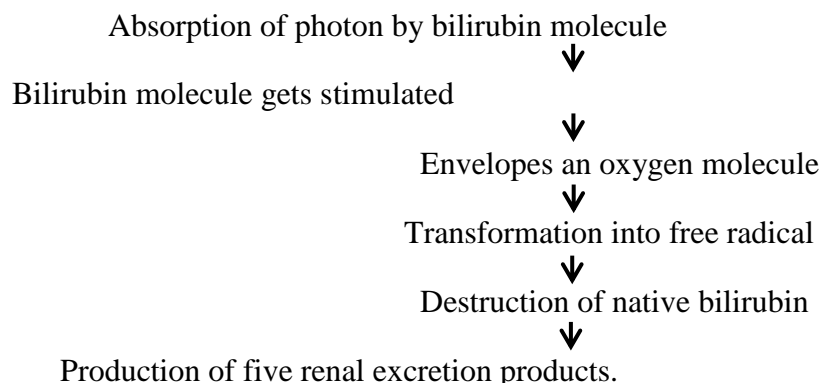 Absorption of photon by bilirubin molecule
Bilirubin molecule gets stimulated
Envelopes an oxygen molecule
Transformation into free radical
Destruction of native bilirubin
Production of five renal excretion products.